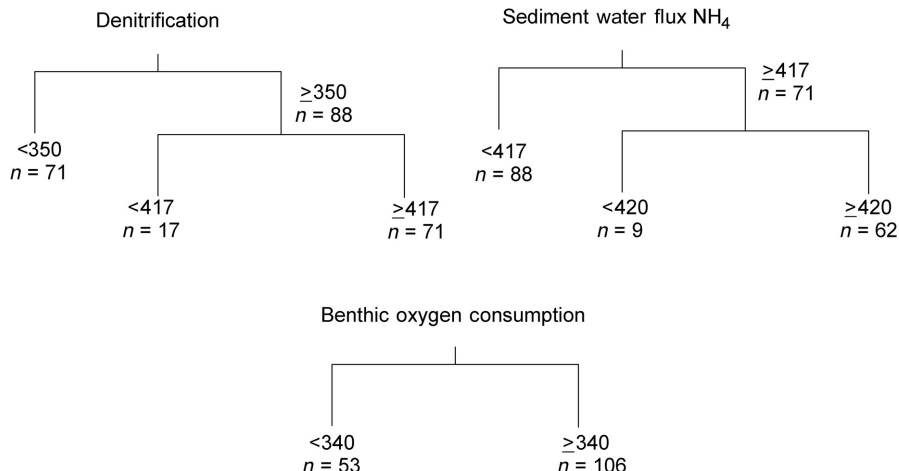 Denitrification
≥350
n = 88
<350
n = 71
<417
n = 17
≥417
n = 71
Sediment water flux NH₄
≥417
n = 71
<417
n = 88
<420
n = 9
≥420
n = 62
Benthic oxygen consumption
<340
n = 53
≥340
n = 106